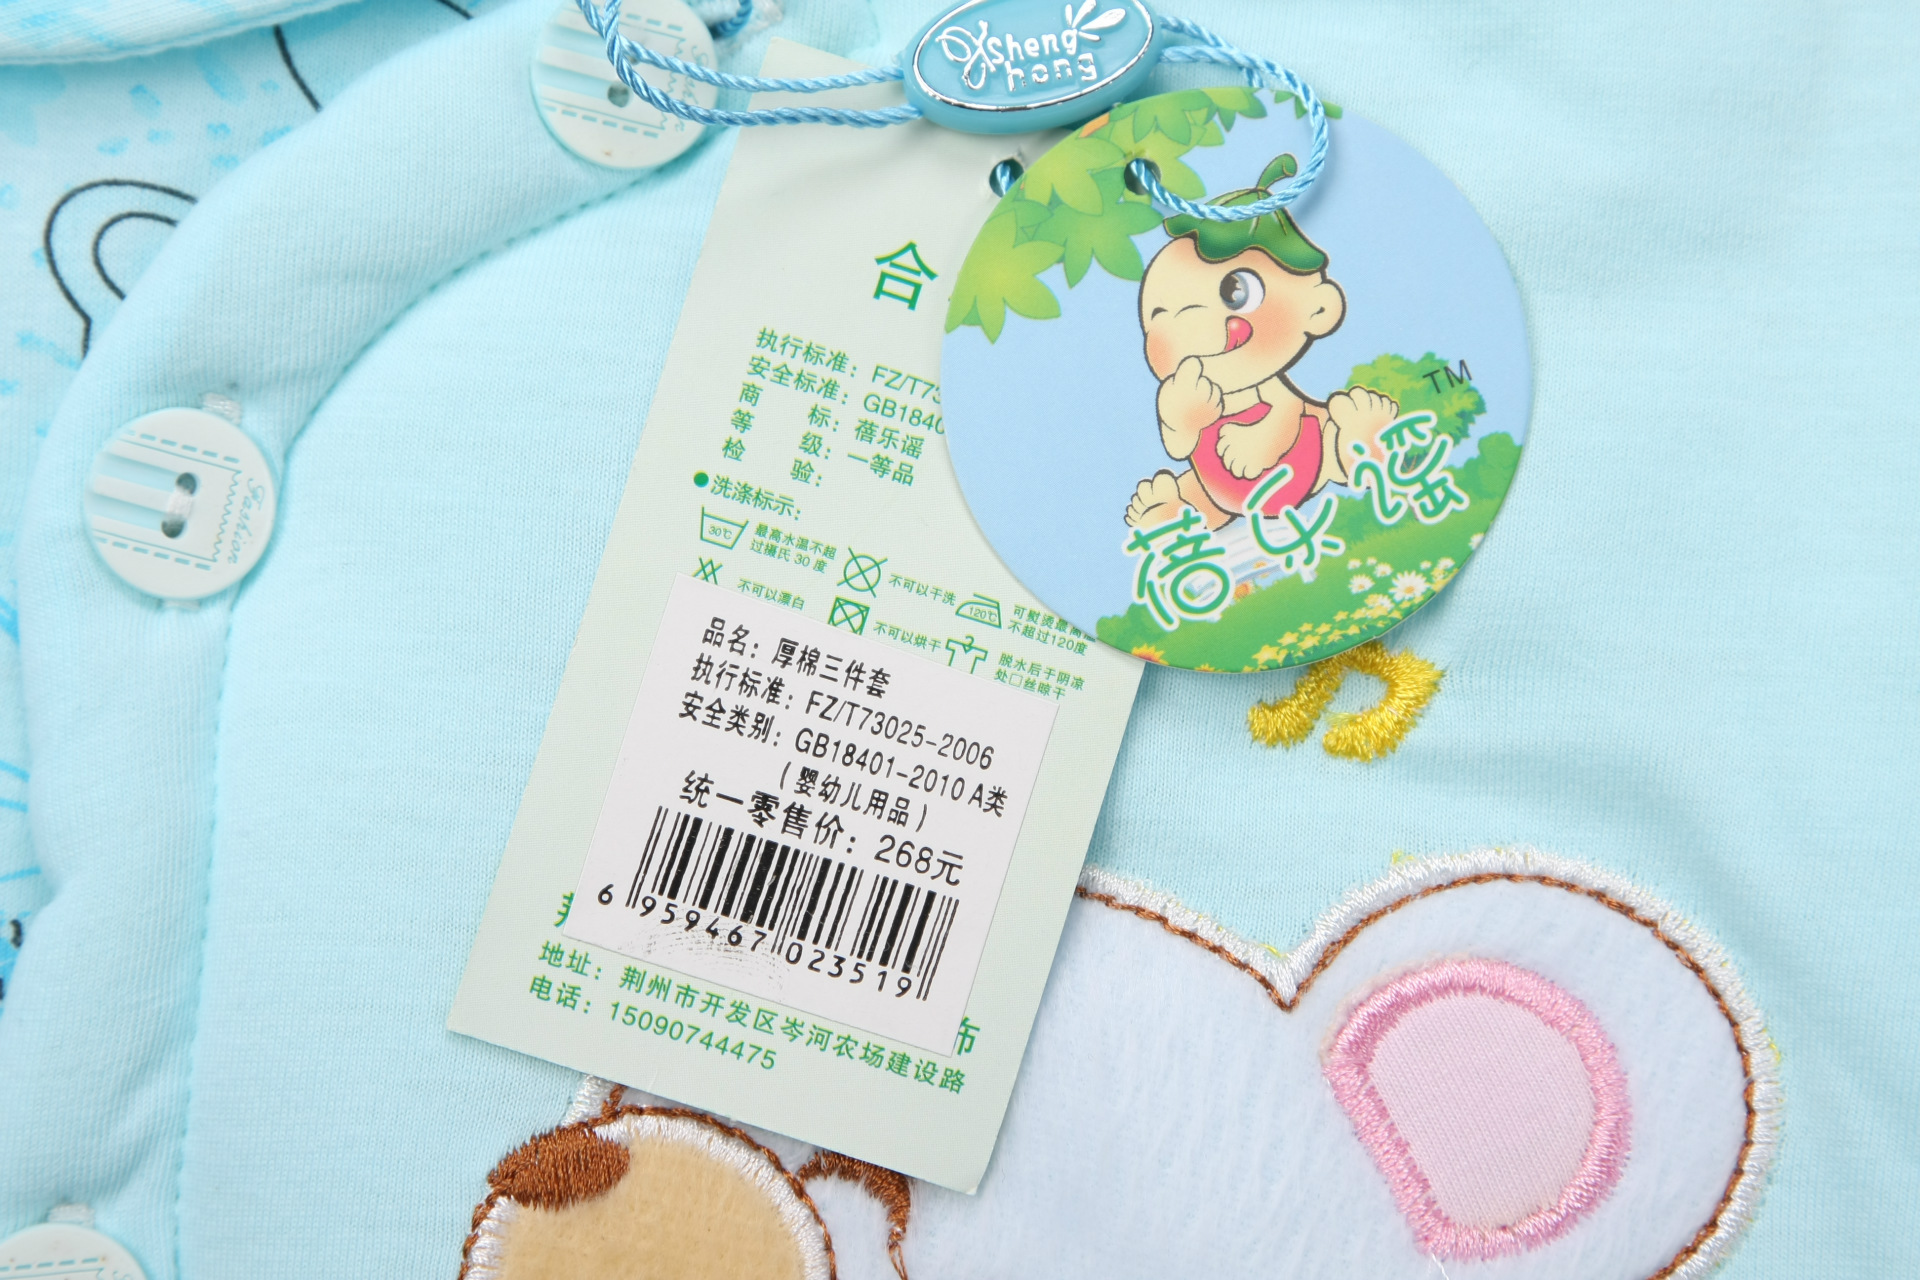 Sheng
hong
合
执行标准：FZ/T73
安全标准：GB1840
商 标：蓓乐谣
等 级：一等品
检 验：
●洗涤标示：
30℃
最高水温不超
过摄氏30度
不可以干洗
120℃
可熨烫最高温
不超过120度
不可以漂白
不可以烘干
脱水后于阴凉
处□丝晾干
品名：厚棉三件套
执行标准：FZ/T73025-2006
安全类别：GB18401-2010 A类
（婴幼儿用品）
统一零售价：268元
6 959467 023519
饰
地址：荆州市开发区岑河农场建设路
电话：15090744475
TM
蓓乐谣
Fashion